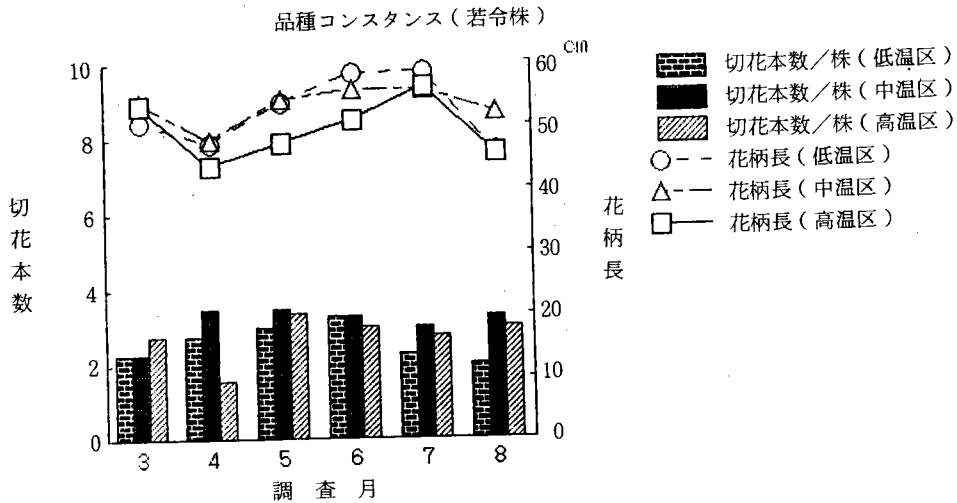 品種コンスタンス(若令株)
cm
10
8
6
4
2
0
60
50
40
30
20
10
0
切花本数
花柄長
3 4 5 6 7 8
調査月
切花本数/株(低温区)
切花本数/株(中温区)
切花本数/株(高温区)
花柄長(低温区)
花柄長(中温区)
花柄長(高温区)